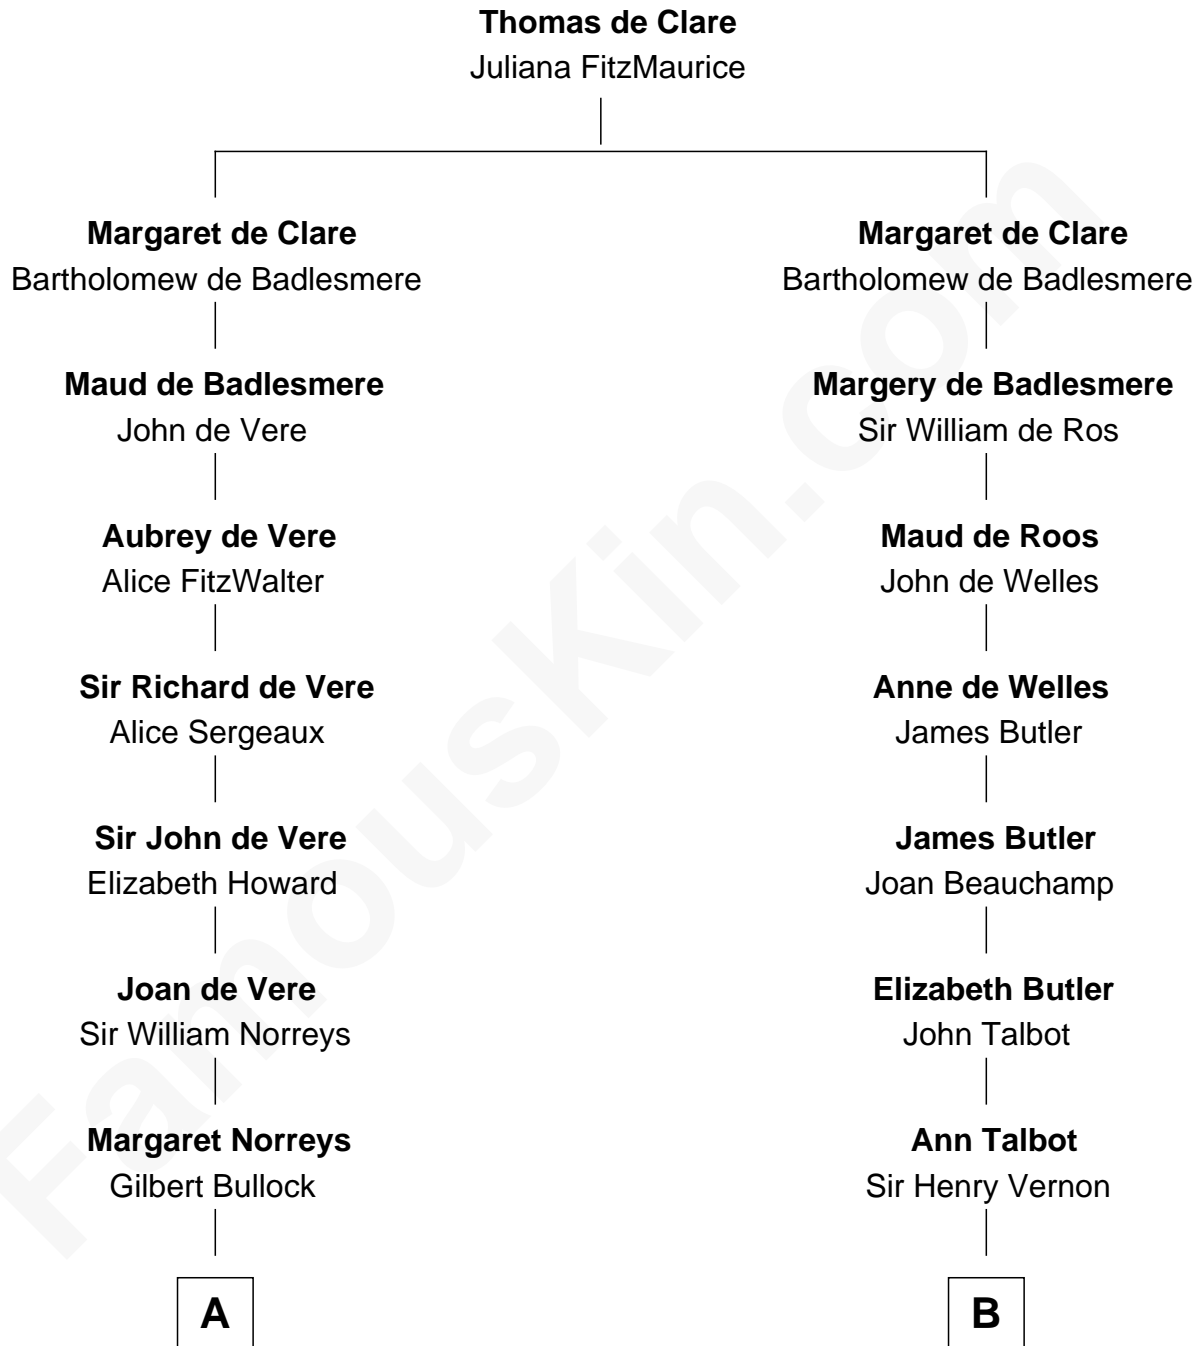 Thomas de Clare
Juliana FitzMaurice
Margaret de Clare
Bartholomew de Badlesmere
Maud de Badlesmere
John de Vere
Aubrey de Vere
Alice FitzWalter
Sir Richard de Vere
Alice Sergeaux
Sir John de Vere
Elizabeth Howard
Joan de Vere
Sir William Norreys
Margaret Norreys
Gilbert Bullock
A
Margaret de Clare
Bartholomew de Badlesmere
Margery de Badlesmere
Sir William de Ros
Maud de Roos
John de Welles
Anne de Welles
James Butler
James Butler
Joan Beauchamp
Elizabeth Butler
John Talbot
Ann Talbot
Sir Henry Vernon
B
FamousKin.com